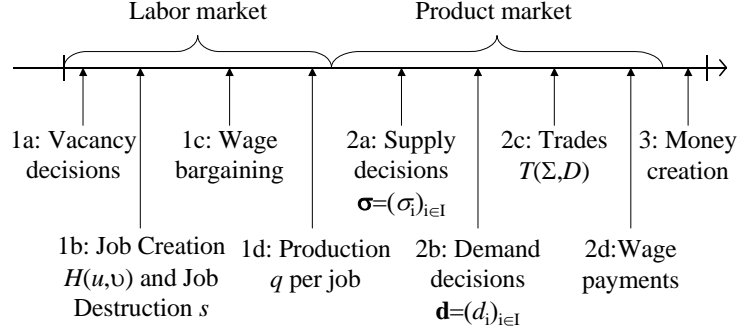 Labor market
Product market
1a: Vacancy
decisions
1c: Wage
bargaining
2a: Supply
decisions
𝛔=(σi)i∈I
2c: Trades
T(Σ,D)
3: Money
creation
1b: Job Creation
H(u,υ) and Job
Destruction s
1d: Production
q per job
2b: Demand
decisions
d=(di)i∈I
2d:Wage
payments